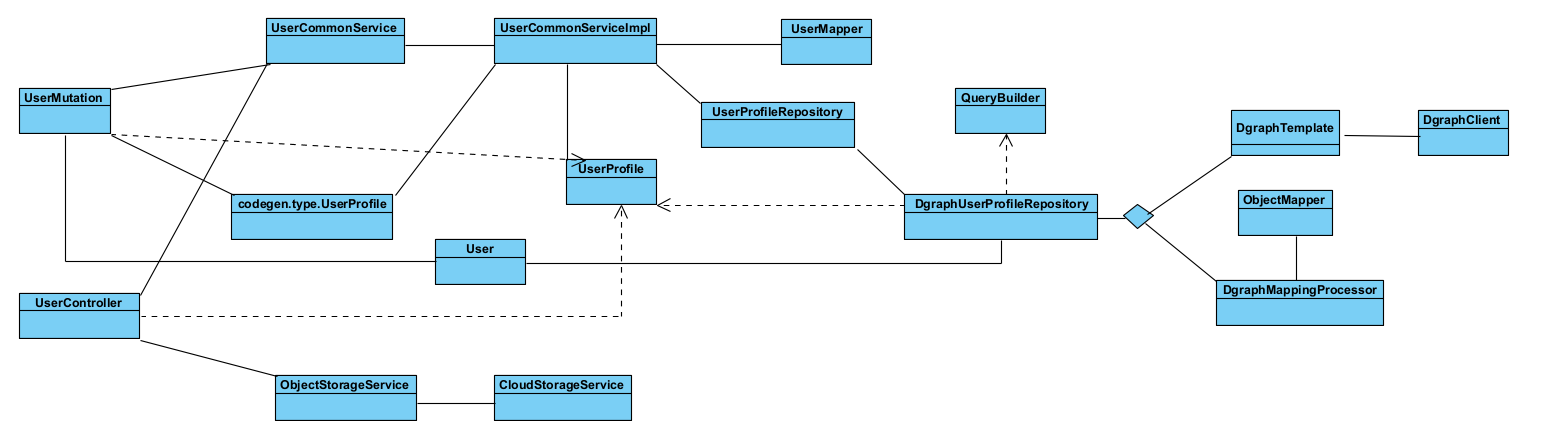 UserCommonService
UserCommonServiceImpl
UserMapper
UserMutation
UserProfileRepository
QueryBuilder
DgraphTemplate
DgraphClient
UserProfile
codegen.type.UserProfile
DgraphUserProfileRepository
ObjectMapper
User
UserController
DgraphMappingProcessor
ObjectStorageService
CloudStorageService